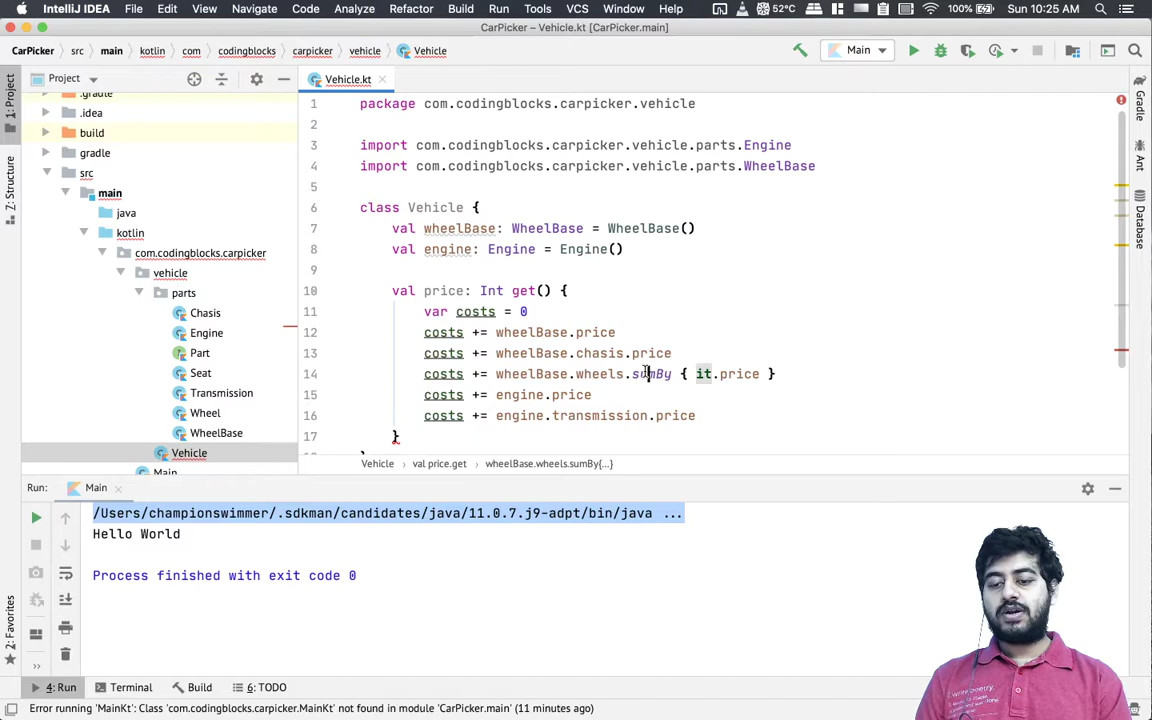 IntelliJ IDEA File Edit View Navigate Code Analyze Refactor Build Run Tools VCS Window Help 52°C 100% Sun 10:25 AM
CarPicker – Vehicle.kt [CarPicker.main]
CarPicker src main kotlin com codingblocks carpicker vehicle Vehicle Main
Project Vehicle.kt
.gradle
.idea
build
gradle
src
main
java
kotlin
com.codingblocks.carpicker
vehicle
parts
Chasis
Engine
Part
Seat
Transmission
Wheel
WheelBase
Vehicle
Main
1: Project
7: Structure
2: Favorites
1 package com.codingblocks.carpicker.vehicle
2
3 import com.codingblocks.carpicker.vehicle.parts.Engine
4 import com.codingblocks.carpicker.vehicle.parts.WheelBase
5
6 class Vehicle {
7 val wheelBase: WheelBase = WheelBase()
8 val engine: Engine = Engine()
9
10 val price: Int get() {
11 var costs = 0
12 costs += wheelBase.price
13 costs += wheelBase.chasis.price
14 costs += wheelBase.wheels.sumBy { it.price }
15 costs += engine.price
16 costs += engine.transmission.price
17 }
Vehicle val price.get wheelBase.wheels.sumBy{...}
Gradle
Ant
Database
Run: Main
/Users/championswimmer/.sdkman/candidates/java/11.0.7.j9-adpt/bin/java ...
Hello World
Process finished with exit code 0
4: Run Terminal Build 6: TODO
Error running 'MainKt': Class 'com.codingblocks.carpicker.MainKt' not found in module 'CarPicker.main' (11 minutes ago)